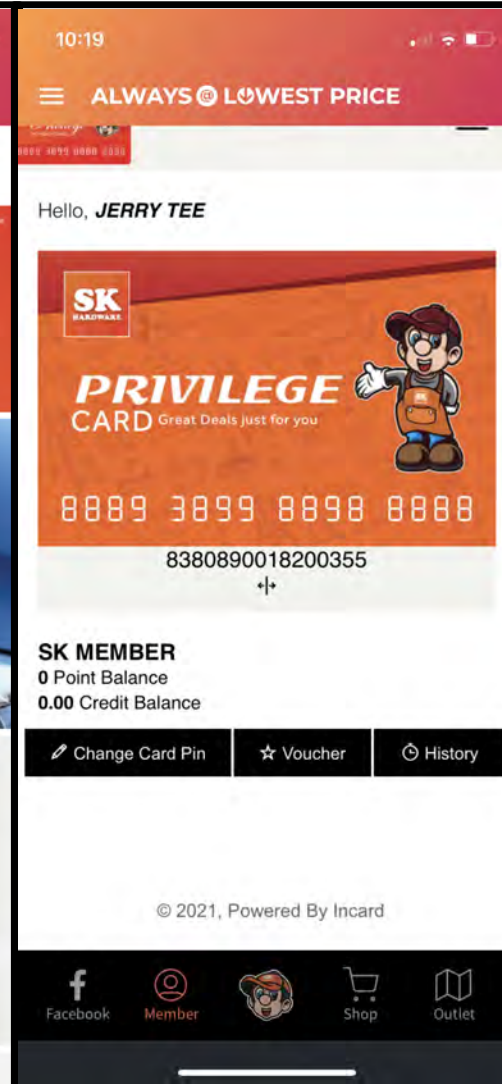 10:19
ALWAYS @ LOWEST PRICE
Hello, JERRY TEE
SK
HARDWARE
PRIVILEGE
CARD Great Deals just for you
8889 3899 8898 8888
8380890018200355
SK MEMBER
0 Point Balance
0.00 Credit Balance
Change Card Pin
Voucher
History
© 2021, Powered By Incard
Facebook
Member
Shop
Outlet